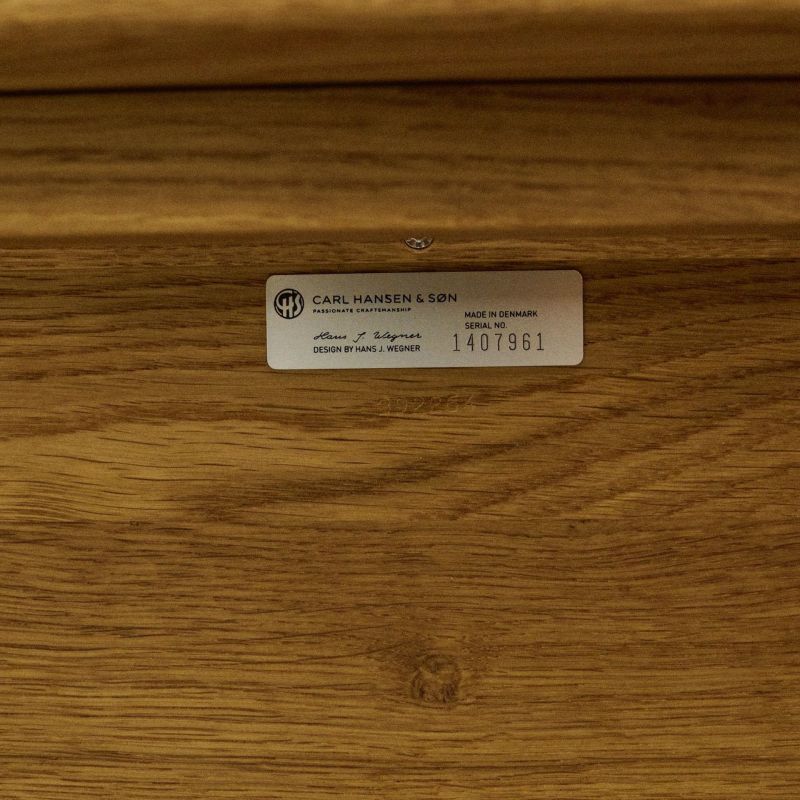 CHS
CARL HANSEN & SØN
PASSIONATE CRAFTSMANSHIP
Hans J. Wegner
DESIGN BY HANS J. WEGNER
MADE IN DENMARK
SERIAL NO.
1407961